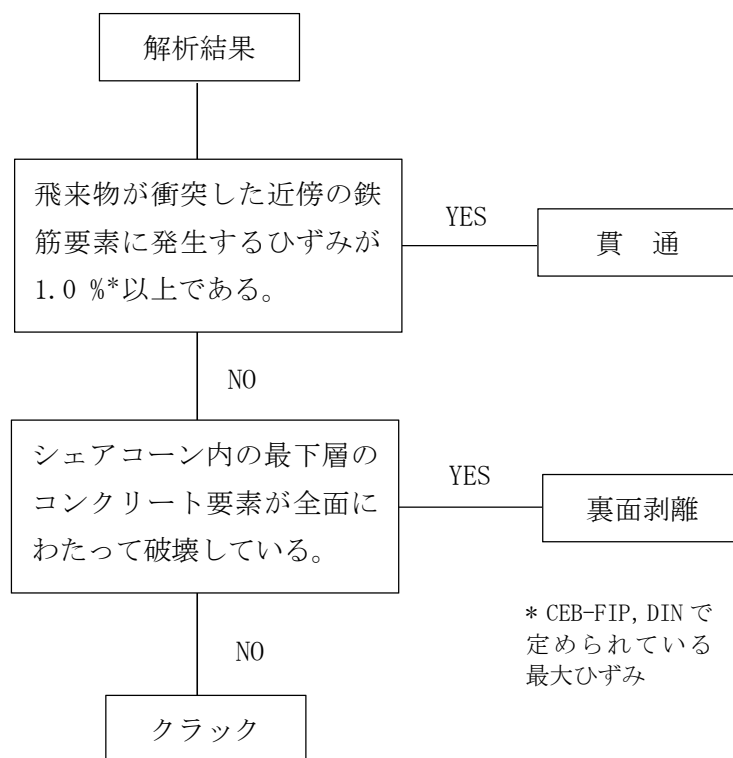 解析結果
飛来物が衝突した近傍の鉄
筋要素に発生するひずみが
1.0 %*以上である。
YES
貫　通
NO
シェアコーン内の最下層の
コンクリート要素が全面に
わたって破壊している。
YES
裏面剥離
* CEB-FIP, DIN で
定められている
最大ひずみ
NO
クラック